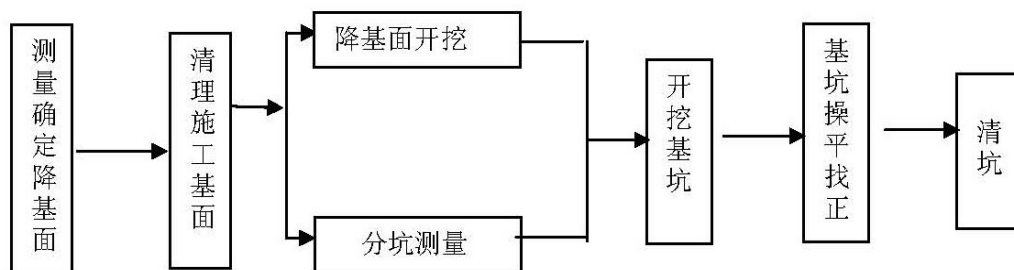 测量确定降基面
清理施工基面
降基面开挖
分坑测量
开挖基坑
基坑操平找正
清坑